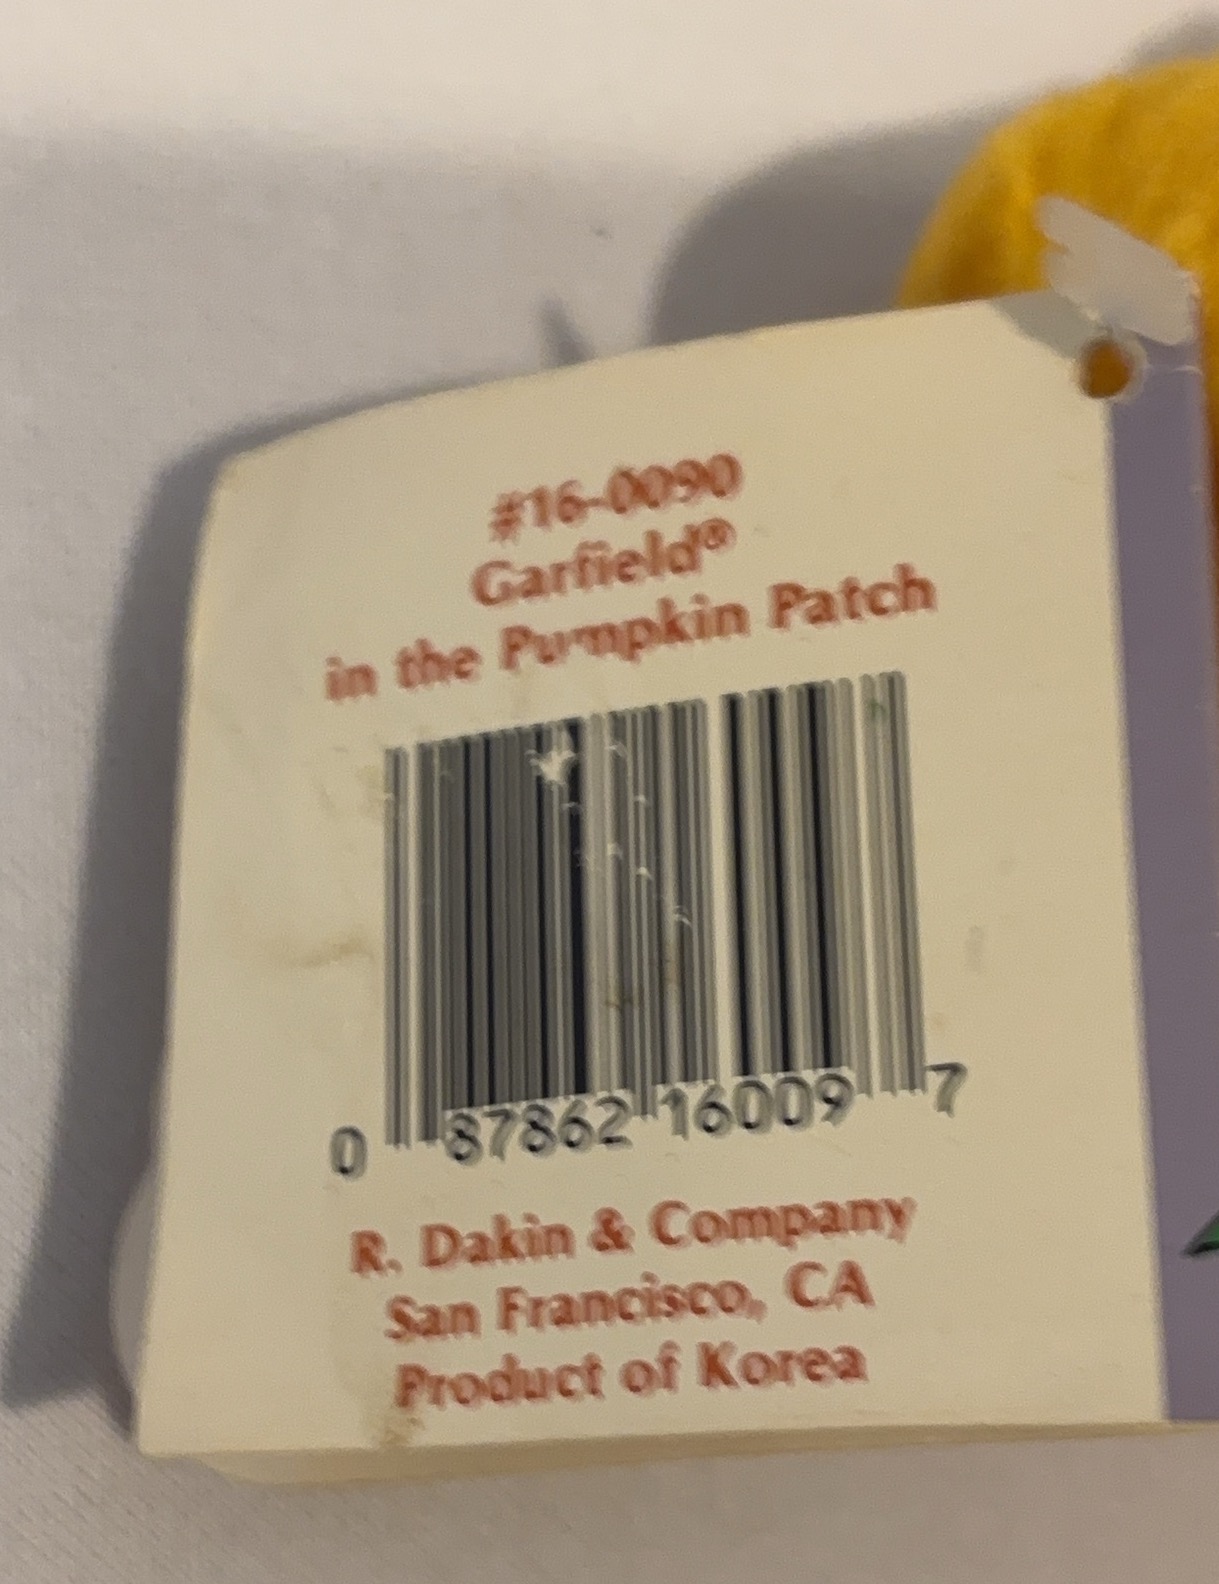 #16-0090
Garfield®
in the Pumpkin Patch
0 87862 16009 7
R. Dakin & Company
San Francisco, CA
Product of Korea